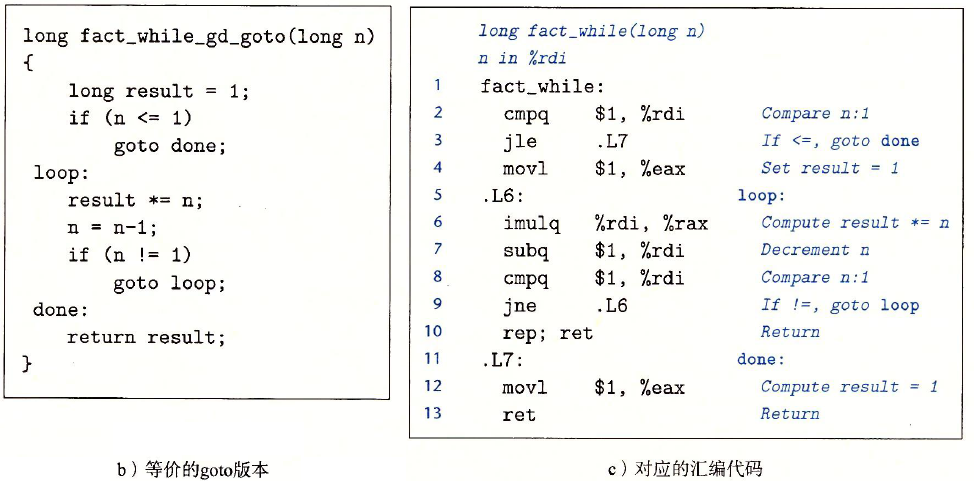 long fact_while_gd_goto(long n)
{
    long result = 1;
    if (n <= 1)
        goto done;
 loop:
    result *= n;
    n = n-1;
    if (n != 1)
        goto loop;
 done:
    return result;
}
b）等价的goto版本
long fact_while(long n)
n in %rdi
1 fact_while:
2 cmpq $1, %rdi Compare n:1
3 jle .L7 If <=, goto done
4 movl $1, %eax Set result = 1
5 .L6: loop:
6 imulq %rdi, %rax Compute result *= n
7 subq $1, %rdi Decrement n
8 cmpq $1, %rdi Compare n:1
9 jne .L6 If !=, goto loop
10 rep; ret Return
11 .L7: done:
12 movl $1, %eax Compute result = 1
13 ret Return
c）对应的汇编代码